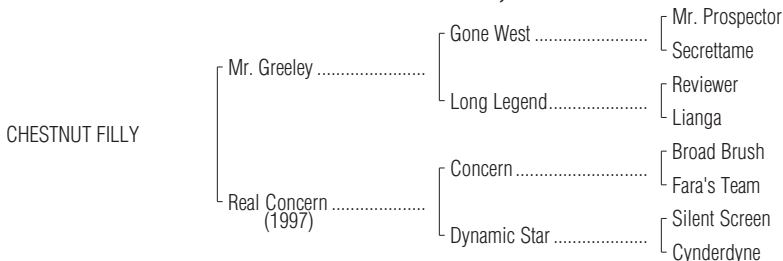 Mr. Prospector
Gone West ........................
Secrettame
Mr. Greeley .......................
Reviewer
Long Legend.....................
Lianga
CHESTNUT FILLY
Broad Brush
Concern ............................
Fara's Team
Real Concern ....................
(1997)
Silent Screen
Dynamic Star ....................
Cynderdyne